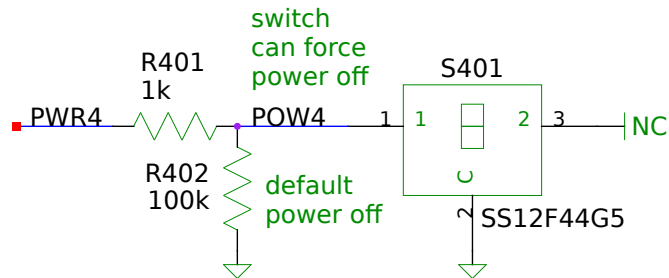 switch
can force
power off
R401
1k
S401
PWR4
POW4
1
1
2
3
NC
R402
100k
default
power off
C
2
SS12F44G5